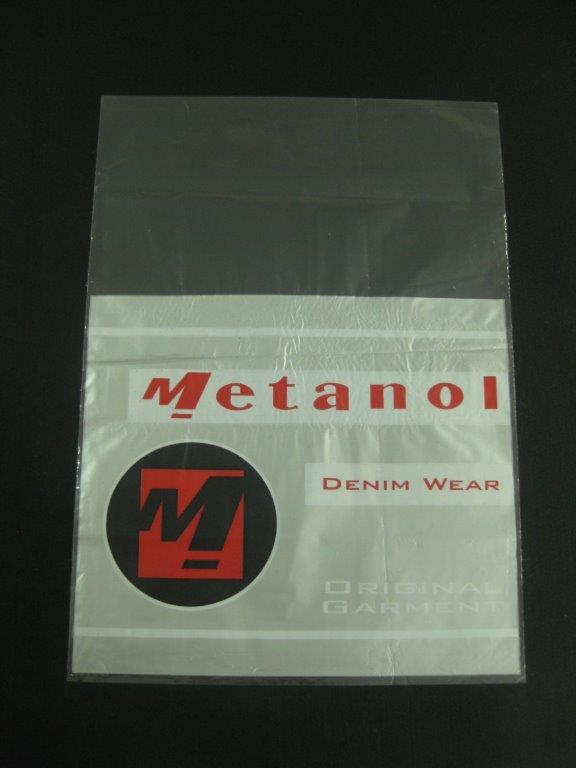 Metanol
DENIM WEAR
M
ORIGINAL
GARMENT